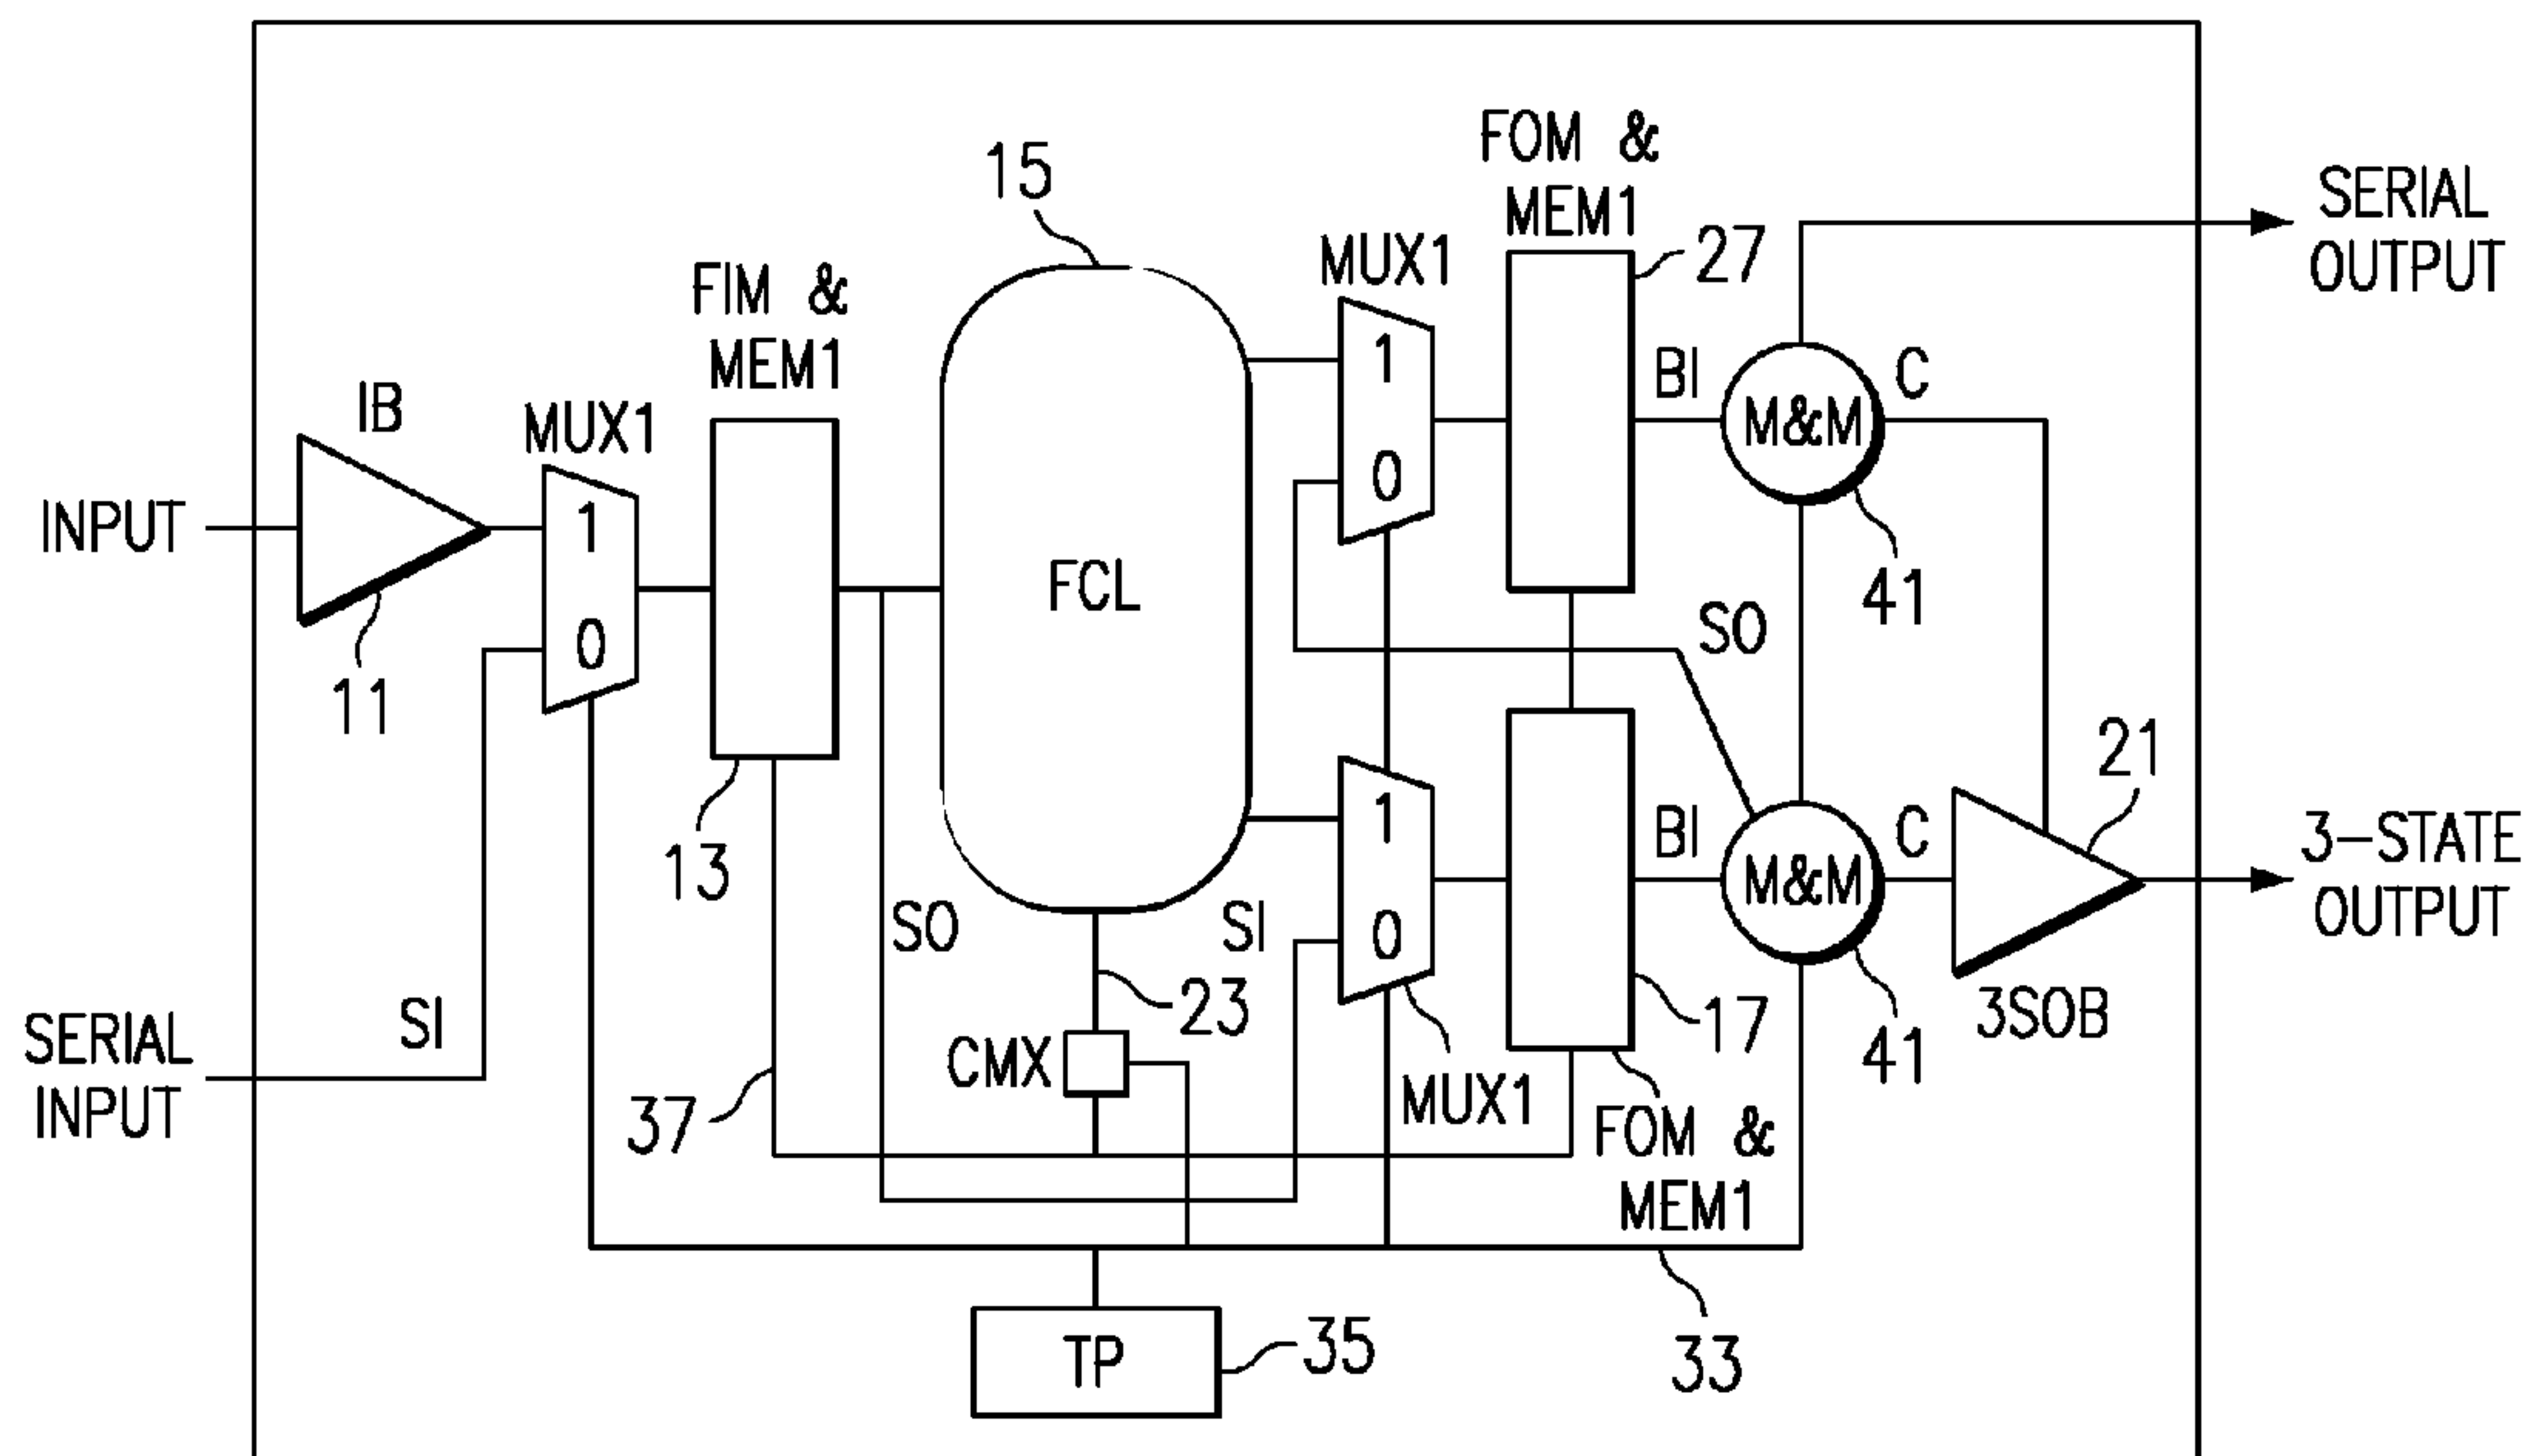 15
FOM &
MEM1
27
SERIAL
OUTPUT
MUX1
FIM &
MEM1
1
0
BI
M&M
C
IB
MUX1
INPUT
1
0
FCL
41
SO
11
21
13
1
0
BI
M&M
C
3-STATE
OUTPUT
SO
SI
23
17
41
3SOB
SI
SERIAL
INPUT
CMX
37
MUX1
FOM &
MEM1
TP
35
33